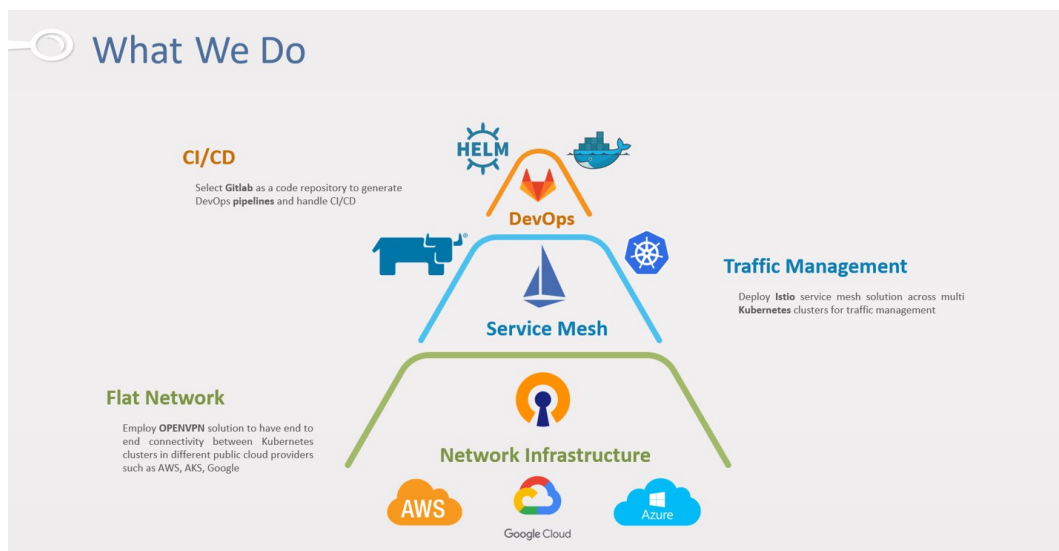 What We Do
HELM
CI/CD
Select Gitlab as a code repository to generate
DevOps pipelines and handle CI/CD
DevOps
®
Traffic Management
Deploy Istio service mesh solution across multi
Kubernetes clusters for traffic management
Service Mesh
Flat Network
Employ OPENVPN solution to have end to
end connectivity between Kubernetes
clusters in different public cloud providers
such as AWS, AKS, Google
Network Infrastructure
AWS
Google Cloud
Azure